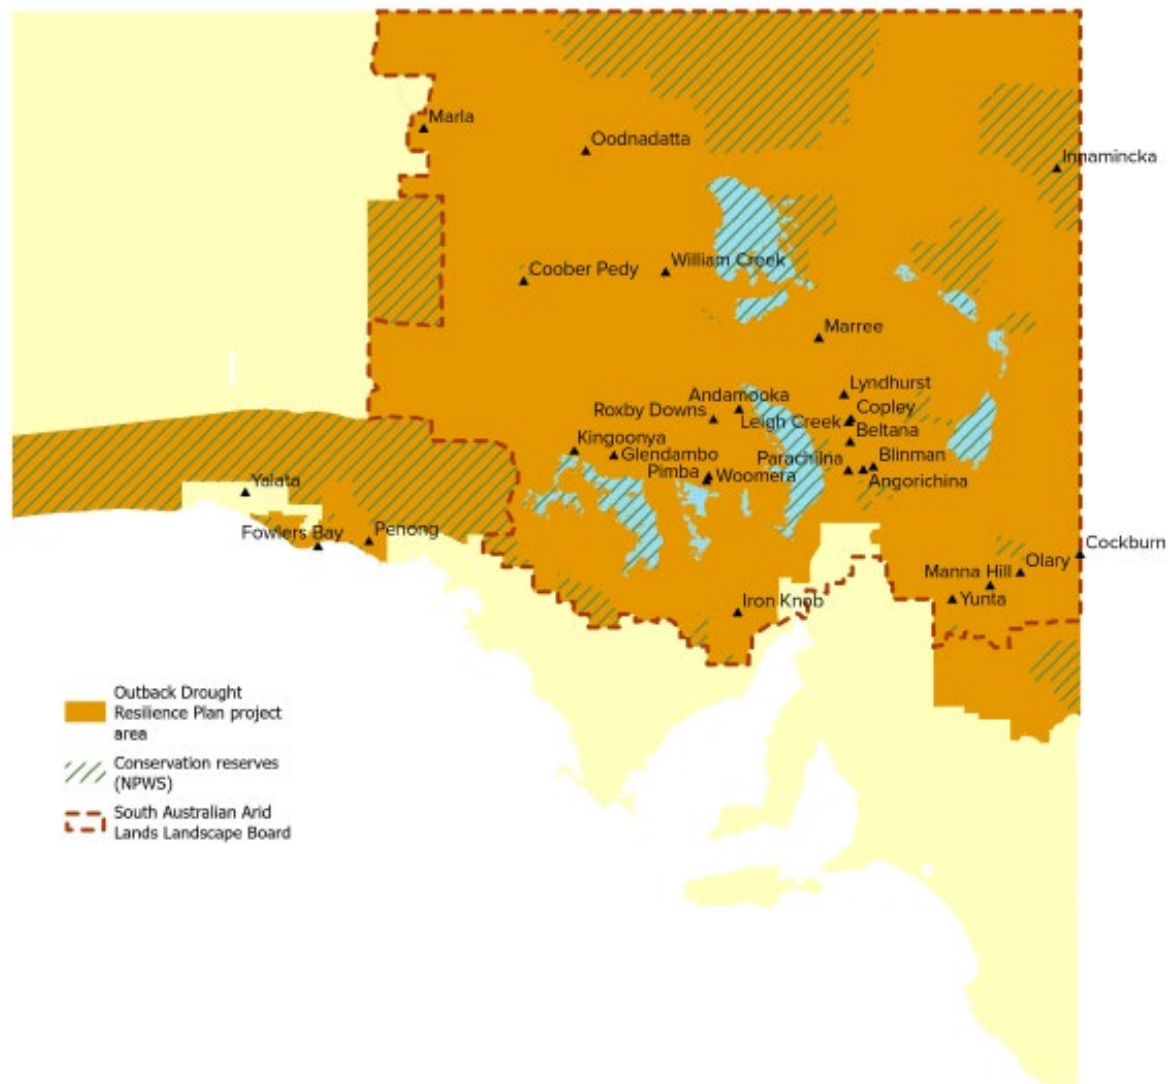 Marla
Oodnadatta
Innamincka
William Creek
Coober Pedy
Marree
Lyndhurst
Andamooka
Copley
Roxby Downs
Leigh Creek
Beltana
Kingoonya
Glendambo
Parachilna
Blinman
Pimba
Woomera
Angorichina
Yalata
Fowlers Bay
Penong
Cockburn
Olary
Manna Hill
Yunta
Iron Knob
Outback Drought
Resilience Plan project
area
Conservation reserves
(NPWS)
South Australian Arid
Lands Landscape Board